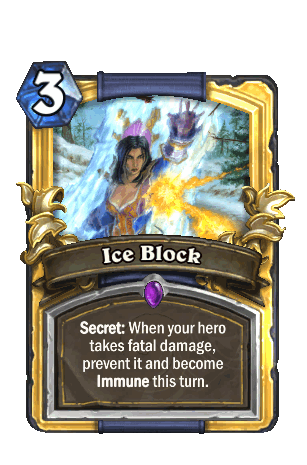 3
Ice Block
Secret: When your hero
takes fatal damage,
prevent it and become
Immune this turn.